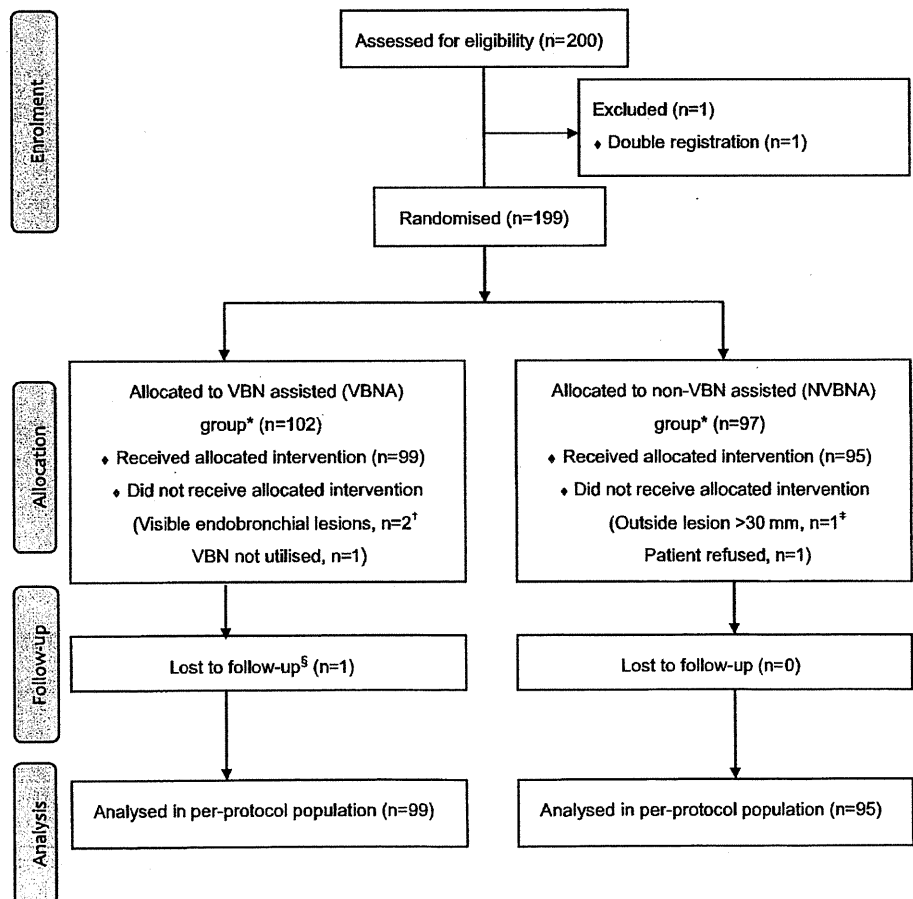 Enrolment
Assessed for eligibility (n=200)
Excluded (n=1)
♦ Double registration (n=1)
Randomised (n=199)
Allocation
Allocated to VBN assisted (VBNA)
group* (n=102)
♦ Received allocated intervention (n=99)
♦ Did not receive allocated intervention
(Visible endobronchial lesions, n=2†
VBN not utilised, n=1)
Allocated to non-VBN assisted (NVBNA)
group* (n=97)
♦ Received allocated intervention (n=95)
♦ Did not receive allocated intervention
(Outside lesion >30 mm, n=1‡
Patient refused, n=1)
Follow-up
Lost to follow-up§ (n=1)
Lost to follow-up (n=0)
Analysis
Analysed in per-protocol population (n=99)
Analysed in per-protocol population (n=95)